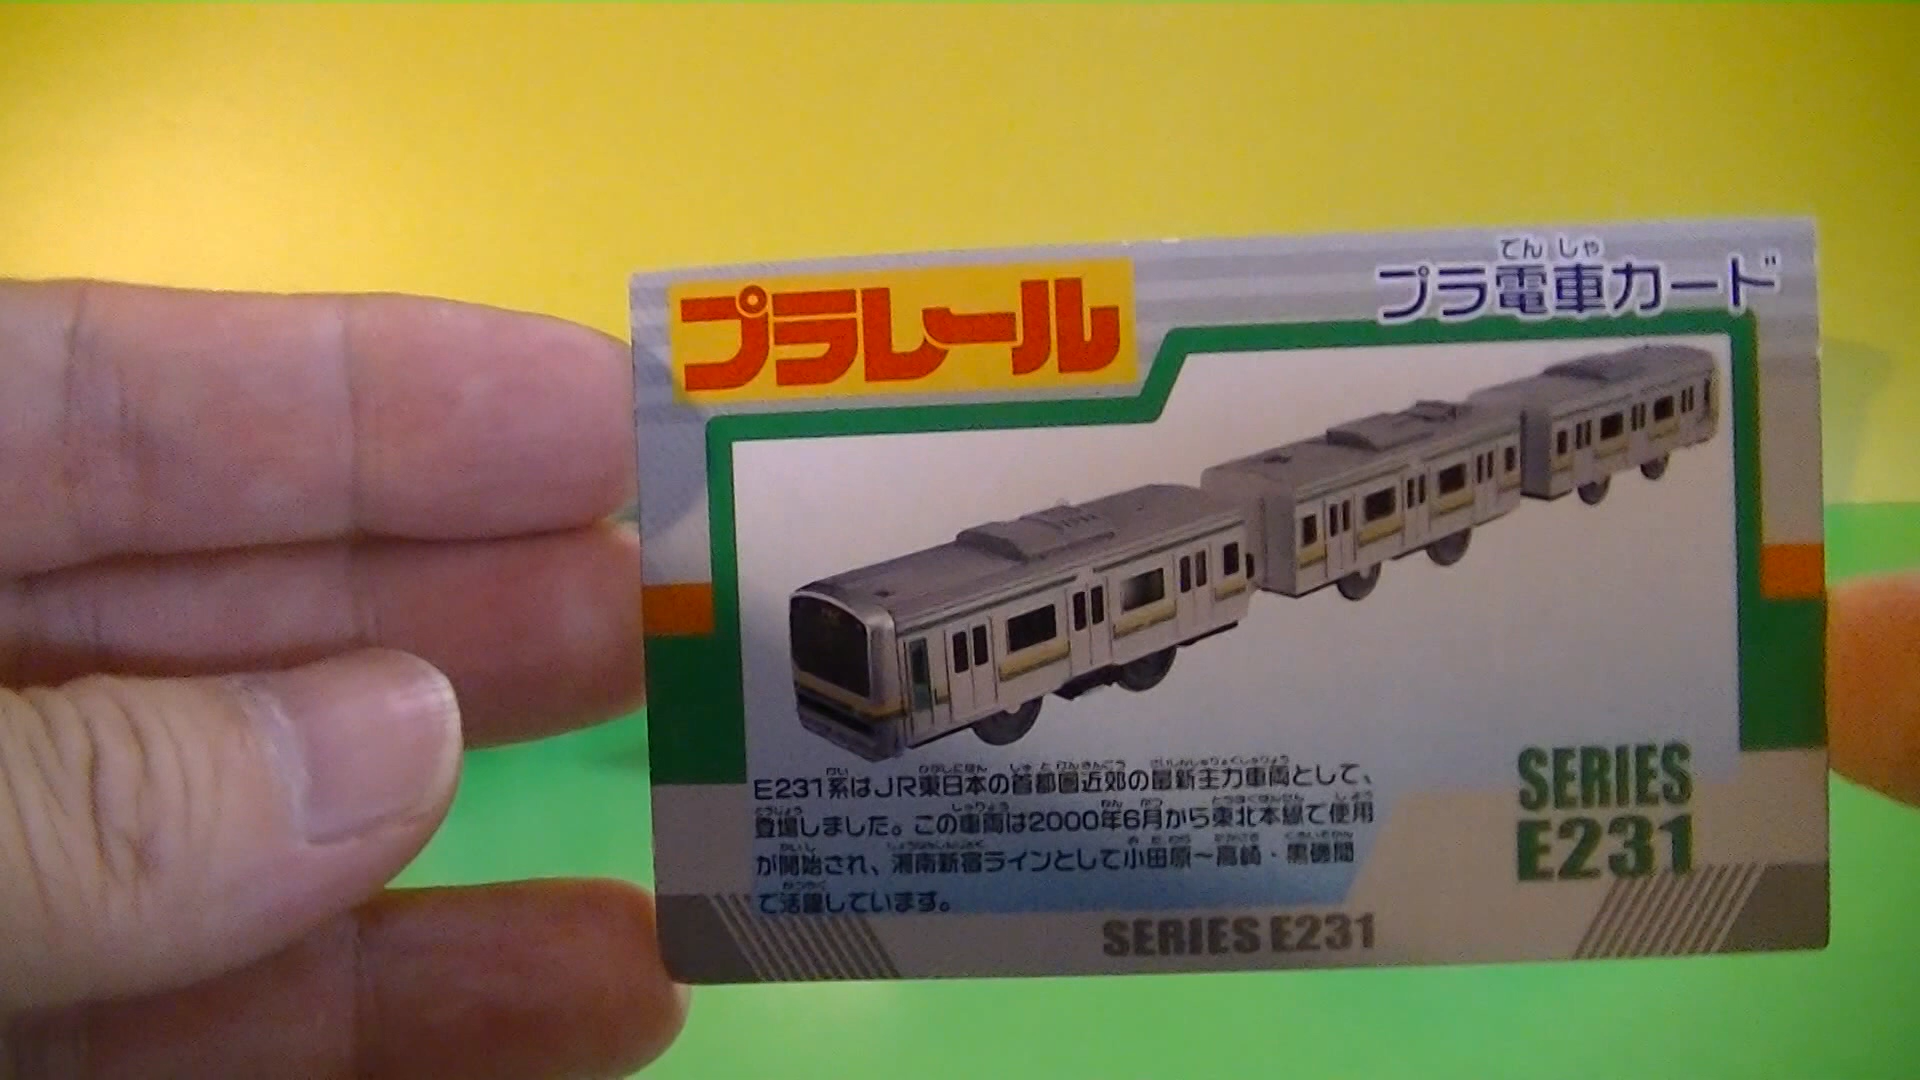 プラレール
でんしゃ
プラ電車カード
E231系はJR東日本の首都圏近郊の最新主力車両として、
登場しました。この車両は2000年6月から東北本線で使用
が開始され、湘南新宿ラインとして小田原〜高崎・黒磯間
で活躍しています。
SERIES
E231
SERIES E231